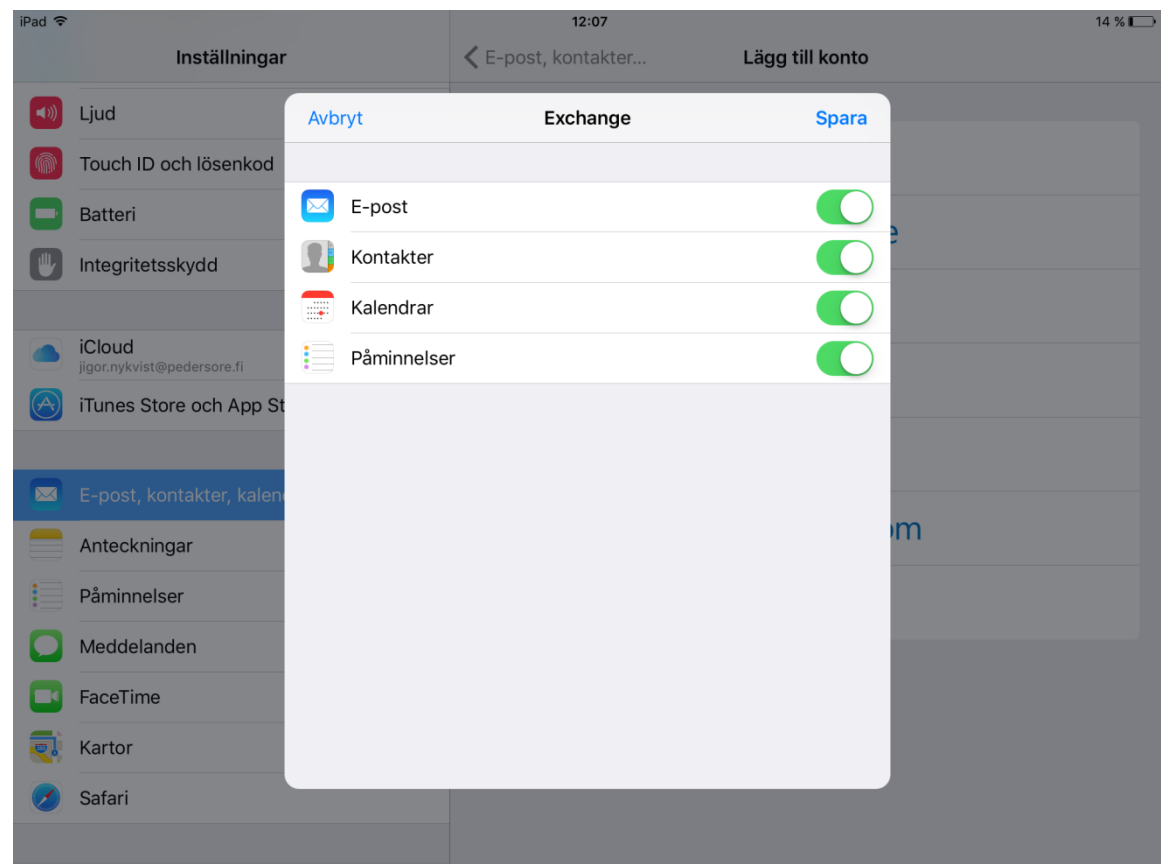 iPad
12:07
14 %
Inställningar
E-post, kontakter...
Lägg till konto
Ljud
Touch ID och lösenkod
Batteri
Integritetsskydd
iCloud
jigor.nykvist@pedersore.fi
iTunes Store och App St
E-post, kontakter, kalen
Anteckningar
Påminnelser
Meddelanden
FaceTime
Kartor
Safari
Avbryt
Exchange
Spara
E-post
Kontakter
Kalendrar
Påminnelser